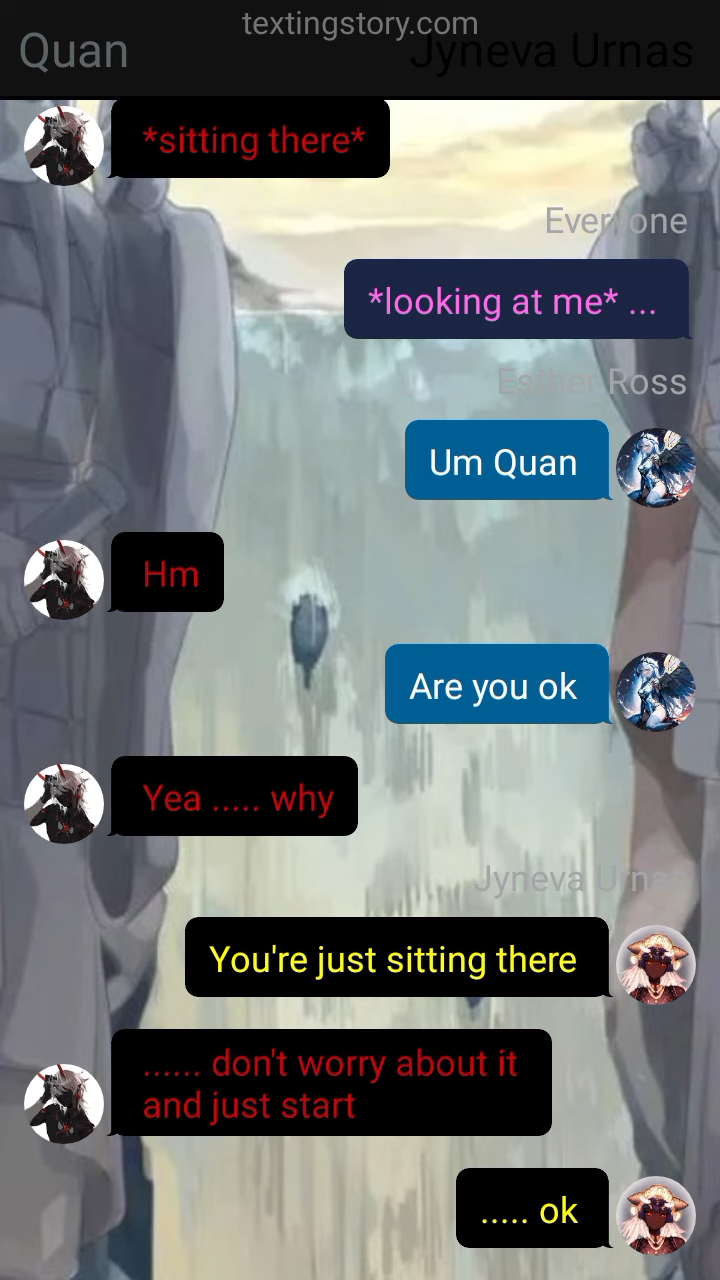 textingstory.com
Quan
Jyneva Urnas
*sitting there*
Everyone
*looking at me* ...
Esther Ross
Um Quan
Hm
Are you ok
Yea ..... why
Jyneva Urnas
You're just sitting there
...... don't worry about it
and just start
..... ok